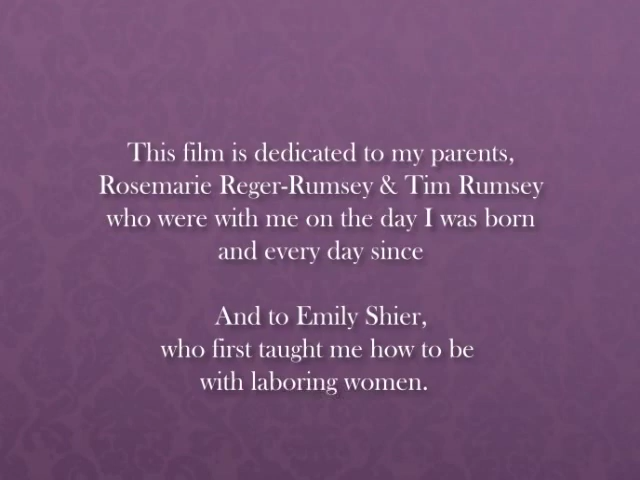 This film is dedicated to my parents,
Rosemarie Reger-Rumsey & Tim Rumsey
who were with me on the day I was born
and every day since
And to Emily Shier,
who first taught me how to be
with laboring women.